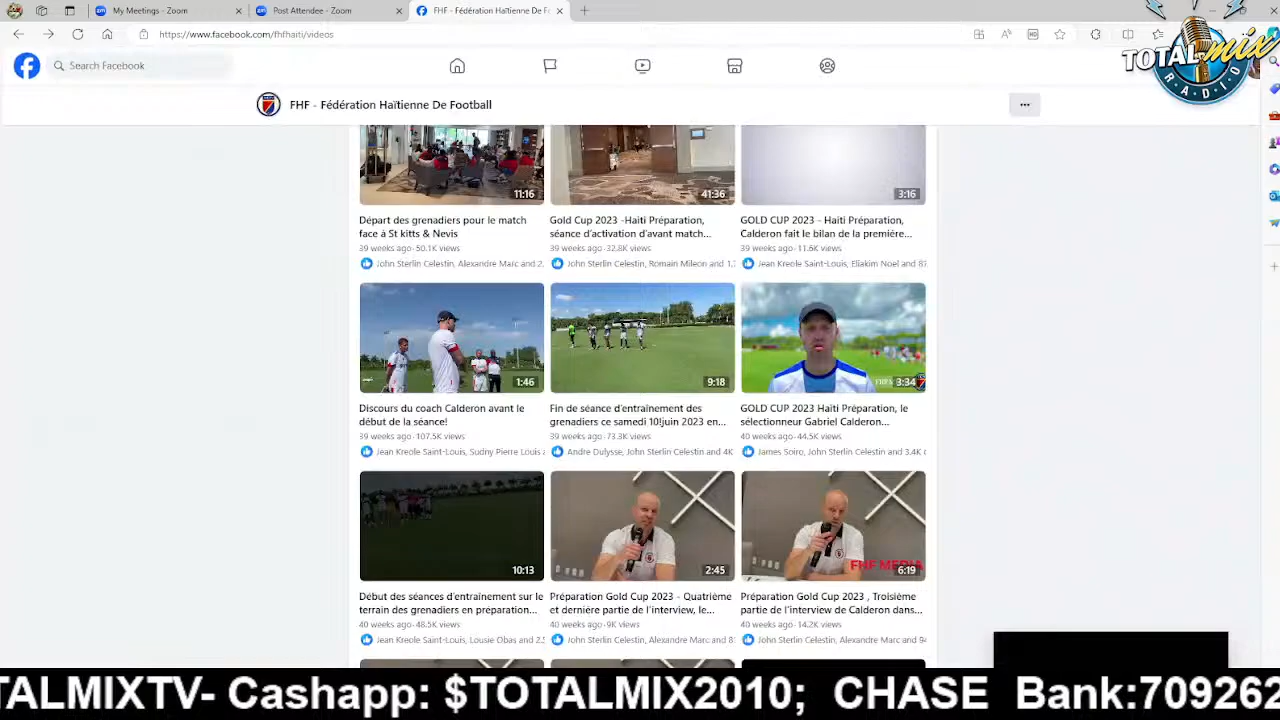 My Meetings - Zoom
Post Attendee - Zoom
FHF - Fédération Haïtienne De F
https://www.facebook.com/fhfhaiti/videos
TOTAL mix
RADIO
Search Facebook
FHF - Fédération Haïtienne De Football
11:16
41:36
3:16
Départ des grenadiers pour le match
face à St kitts & Nevis
39 weeks ago · 50.1K views
John Sterlin Celestin, Alexandre Marc and 2.
Gold Cup 2023 -Haiti Préparation,
séance d'activation d'avant match...
39 weeks ago · 32.8K views
John Sterlin Celestin, Romain Mileon and 1.
GOLD CUP 2023 - Haiti Préparation,
Calderon fait le bilan de la première...
39 weeks ago · 11.6K views
Jean Kreole Saint-Louis, Eliakim Noel and 87
1:46
9:18
3:34
Discours du coach Calderon avant le
début de la séance!
39 weeks ago · 107.5K views
Jean Kreole Saint-Louis, Sudny Pierre Louis
Fin de séance d'entraînement des
grenadiers ce samedi 10!juin 2023 en...
39 weeks ago · 73.3K views
Andre Dulysse, John Sterlin Celestin and 4K
GOLD CUP 2023 Haiti Préparation, le
sélectionneur Gabriel Calderon...
40 weeks ago · 44.5K views
James Soiro, John Sterlin Celestin and 3.4K
10:13
2:45
FHF MEDIA
6:19
Début des séances d'entraînement sur le
terrain des grenadiers en préparation...
40 weeks ago · 48.5K views
Jean Kreole Saint-Louis, Lousie Obas and 2.
Préparation Gold Cup 2023 - Quatrième
et dernière partie de l'interview, le...
40 weeks ago · 9K views
John Sterlin Celestin, Alexandre Marc and 8
Préparation Gold Cup 2023 , Troisième
partie de l'interview de Calderon dans...
40 weeks ago · 14.2K views
John Sterlin Celestin, Alexandre Marc and 94
TALMIXTV- Cashapp: $TOTALMIX2010; CHASE Bank:709262